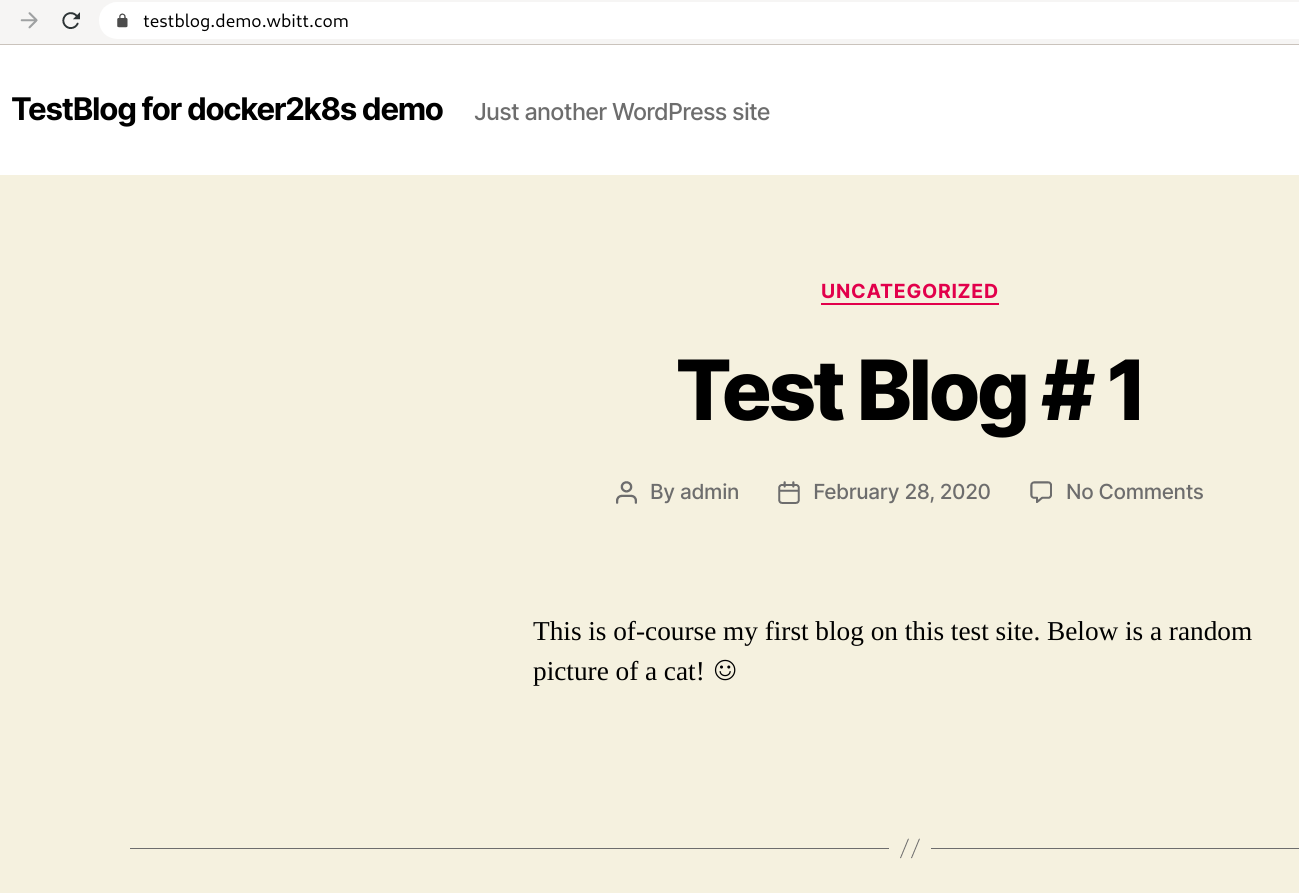 testblog.demo.wbitt.com
TestBlog for docker2k8s demo Just another WordPress site
UNCATEGORIZED
Test Blog # 1
By admin February 28, 2020 No Comments
This is of-course my first blog on this test site. Below is a random
picture of a cat! ☺
//